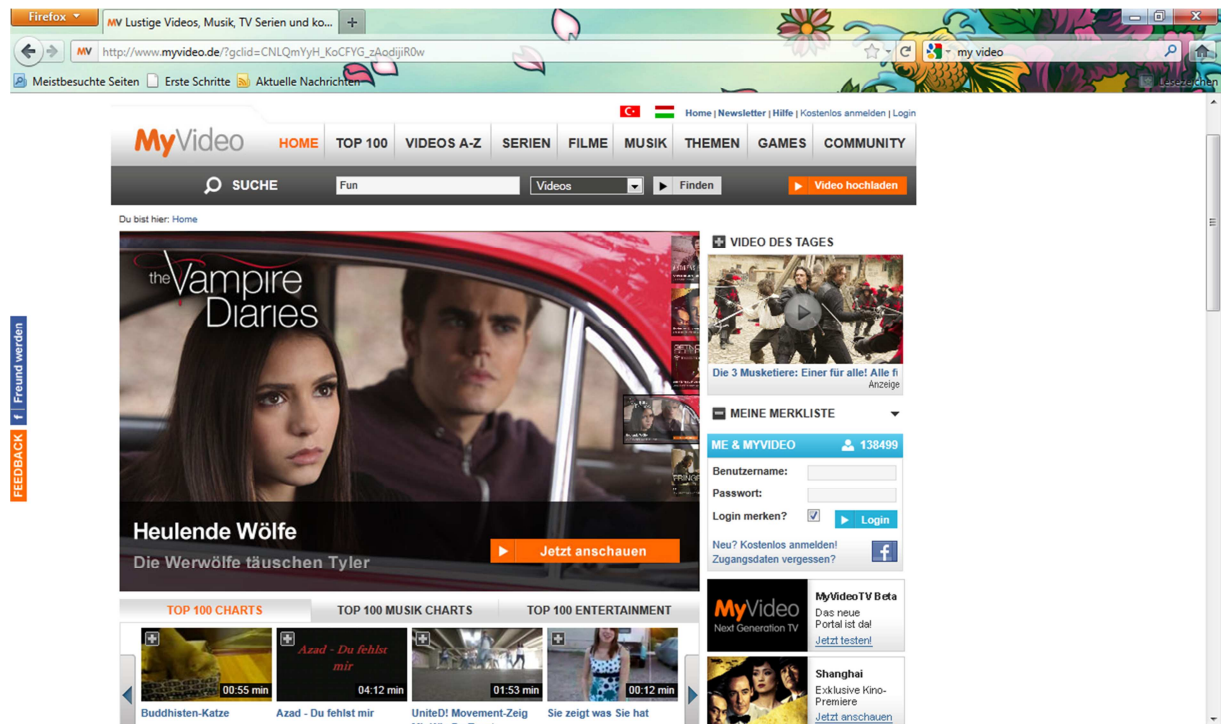 Firefox
MV Lustige Videos, Musik, TV Serien und ko...
http://www.myvideo.de/?gclid=CNLQmYyH_KoCFYG_zAodijiR0w
my video
Meistbesuchte Seiten Erste Schritte Aktuelle Nachrichten Lesezeichen
Home | Newsletter | Hilfe | Kostenlos anmelden | Login
MyVideo HOME TOP 100 VIDEOS A-Z SERIEN FILME MUSIK THEMEN GAMES COMMUNITY
SUCHE Fun Videos Finden Video hochladen
Du bist hier: Home
the Vampire
Diaries
Heulende Wölfe
Die Werwölfe täuschen Tyler
Jetzt anschauen
VIDEO DES TAGES
Die 3 Musketiere: Einer für alle! Alle fi
Anzeige
MEINE MERKLISTE
ME & MYVIDEO 138499
Benutzername:
Passwort:
Login merken? Login
Neu? Kostenlos anmelden!
Zugangsdaten vergessen?
f Freund werden
FEEDBACK
TOP 100 CHARTS TOP 100 MUSIK CHARTS TOP 100 ENTERTAINMENT
Azad - Du fehlst
mir
00:55 min 04:12 min 01:53 min 00:12 min
Buddhisten-Katze Azad - Du fehlst mir UniteD! Movement-Zeig Sie zeigt was Sie hat
MyVideo
Next Generation TV
MyVideoTV Beta
Das neue
Portal ist da!
Jetzt testen!
Shanghai
Exklusive Kino-
Premiere
Jetzt anschauen